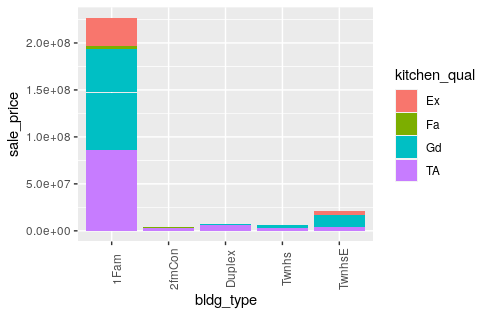 sale_price
2.0e+08
1.5e+08
1.0e+08
5.0e+07
0.0e+00
1Fam
2fmCon
Duplex
Twnhs
TwnhsE
bldg_type
kitchen_qual
Ex
Fa
Gd
TA